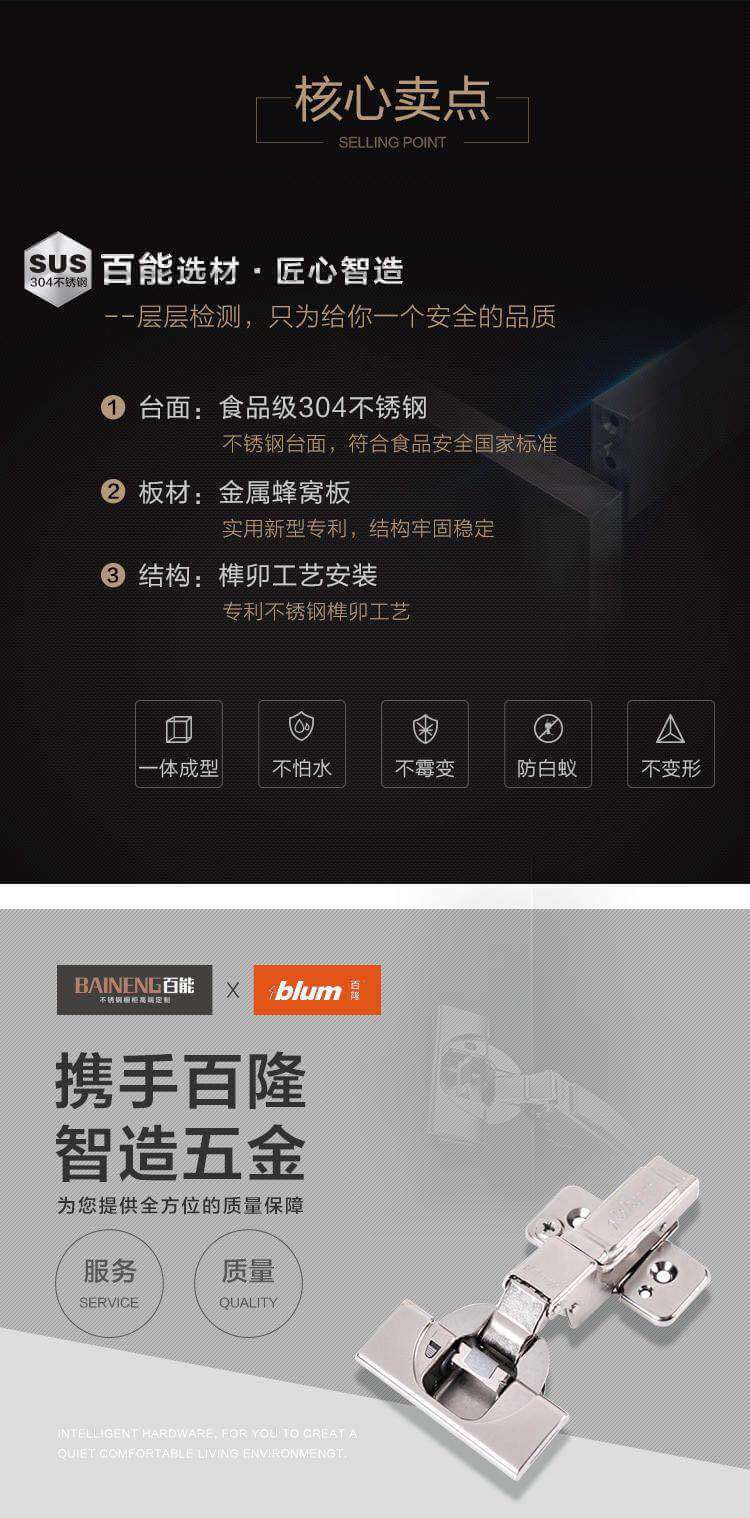 核心卖点
SELLING POINT
SUS
304不锈钢
百能选材·匠心智造
--层层检测，只为给你一个安全的品质
1 台面：食品级304不锈钢
不锈钢台面，符合食品安全国家标准
2 板材：金属蜂窝板
实用新型专利，结构牢固稳定
3 结构：榫卯工艺安装
专利不锈钢榫卯工艺
一体成型 不怕水 不霉变 防白蚁 不变形
BAINENG百能
不锈钢橱柜高端定制
X
blum 百隆
携手百隆
智造五金
为您提供全方位的质量保障
服务 质量
SERVICE QUALITY
INTELLIGENT HARDWARE, FOR YOU TO CREAT A
QUIET COMFORTABLE LIVING ENVIRONMENGT.